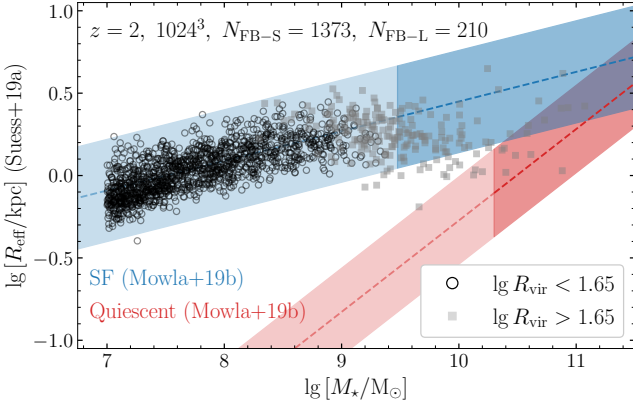 z = 2, 1024³, N_FB−S = 1373, N_FB−L = 210
lg [R_eff/kpc] (Suess+19a)
1.0
0.5
0.0
−0.5
−1.0
SF (Mowla+19b)
Quiescent (Mowla+19b)
lg R_vir < 1.65
lg R_vir > 1.65
7 8 9 10 11
lg [M_⋆/M_⊙]